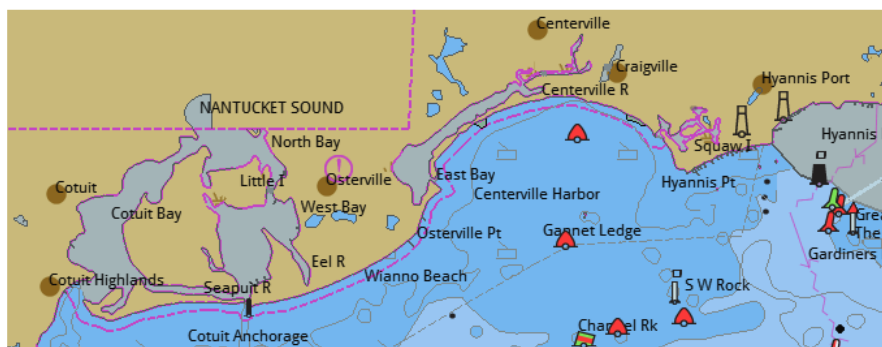 Centerville
Craigville
Hyannis Port
Centerville R
NANTUCKET SOUND
North Bay
Hyannis
Squaw I
Cotuit
Little I
Osterville
East Bay
Hyannis Pt
Centerville Harbor
Cotuit Bay
West Bay
Grea
Osterville Pt
Gannet Ledge
The
Gardiners
Eel R
Wianno Beach
Cotuit Highlands
Seapuit R
S W Rock
Cotuit Anchorage
Channel Rk